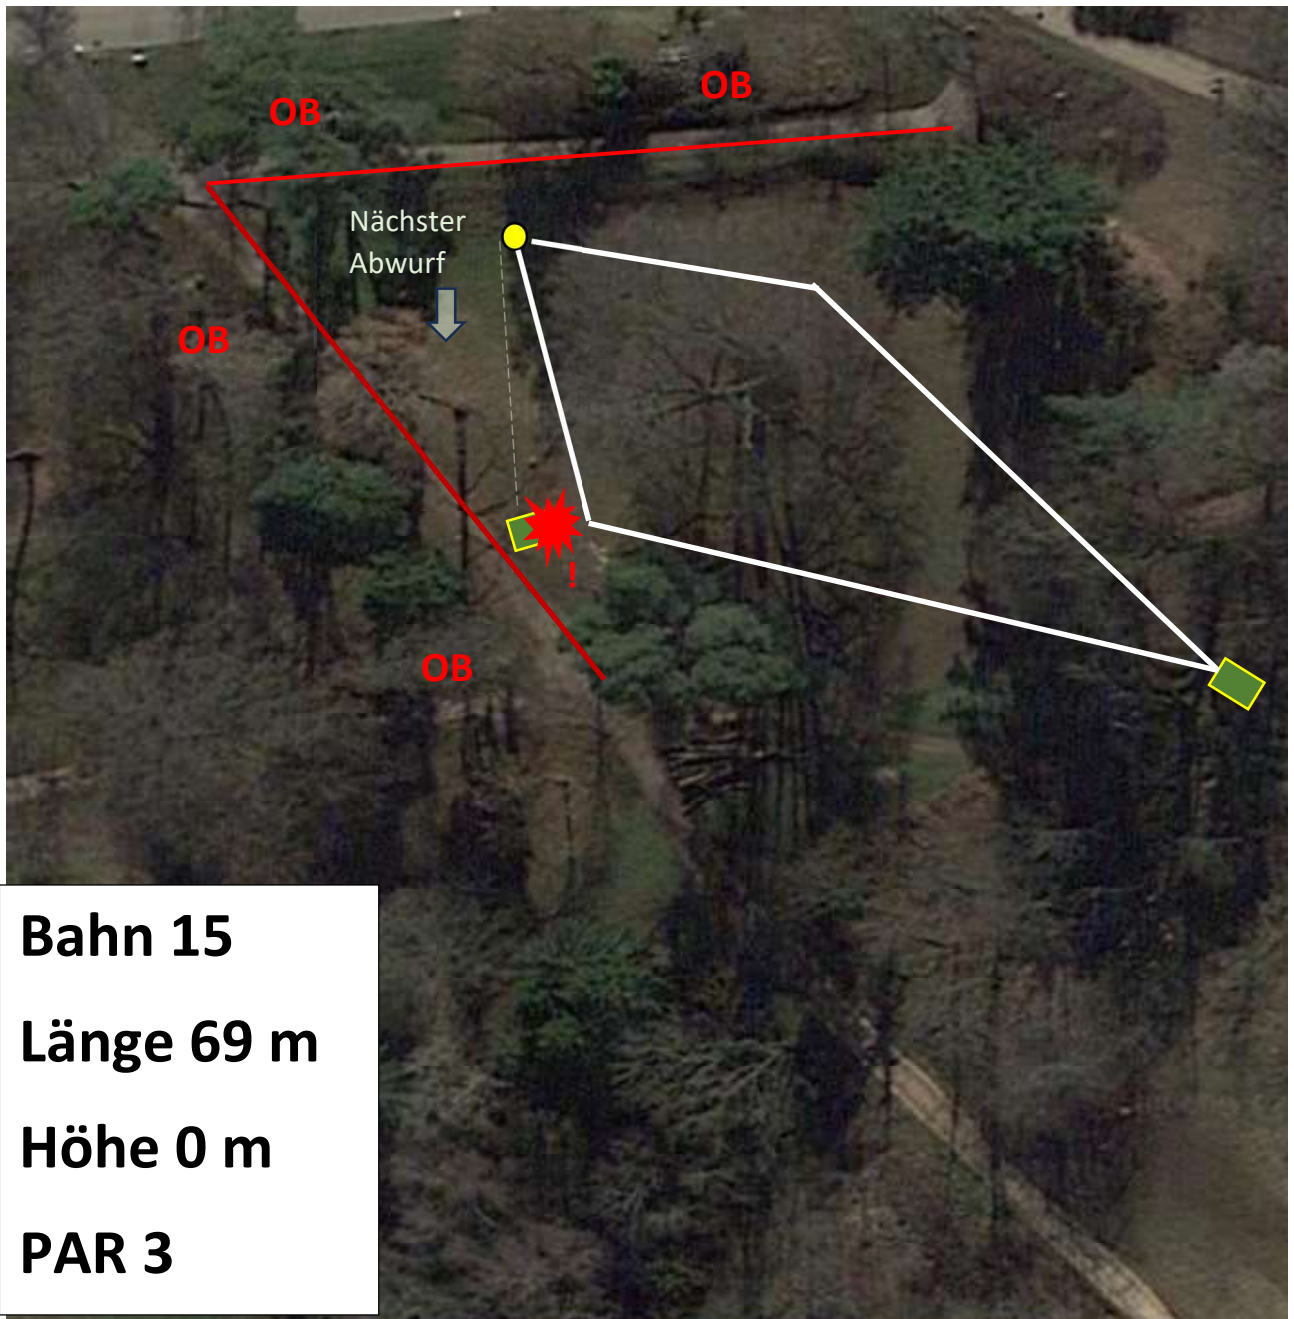 OB
OB
Nächster
Abwurf
OB
!
OB
Bahn 15
Länge 69 m
Höhe 0 m
PAR 3